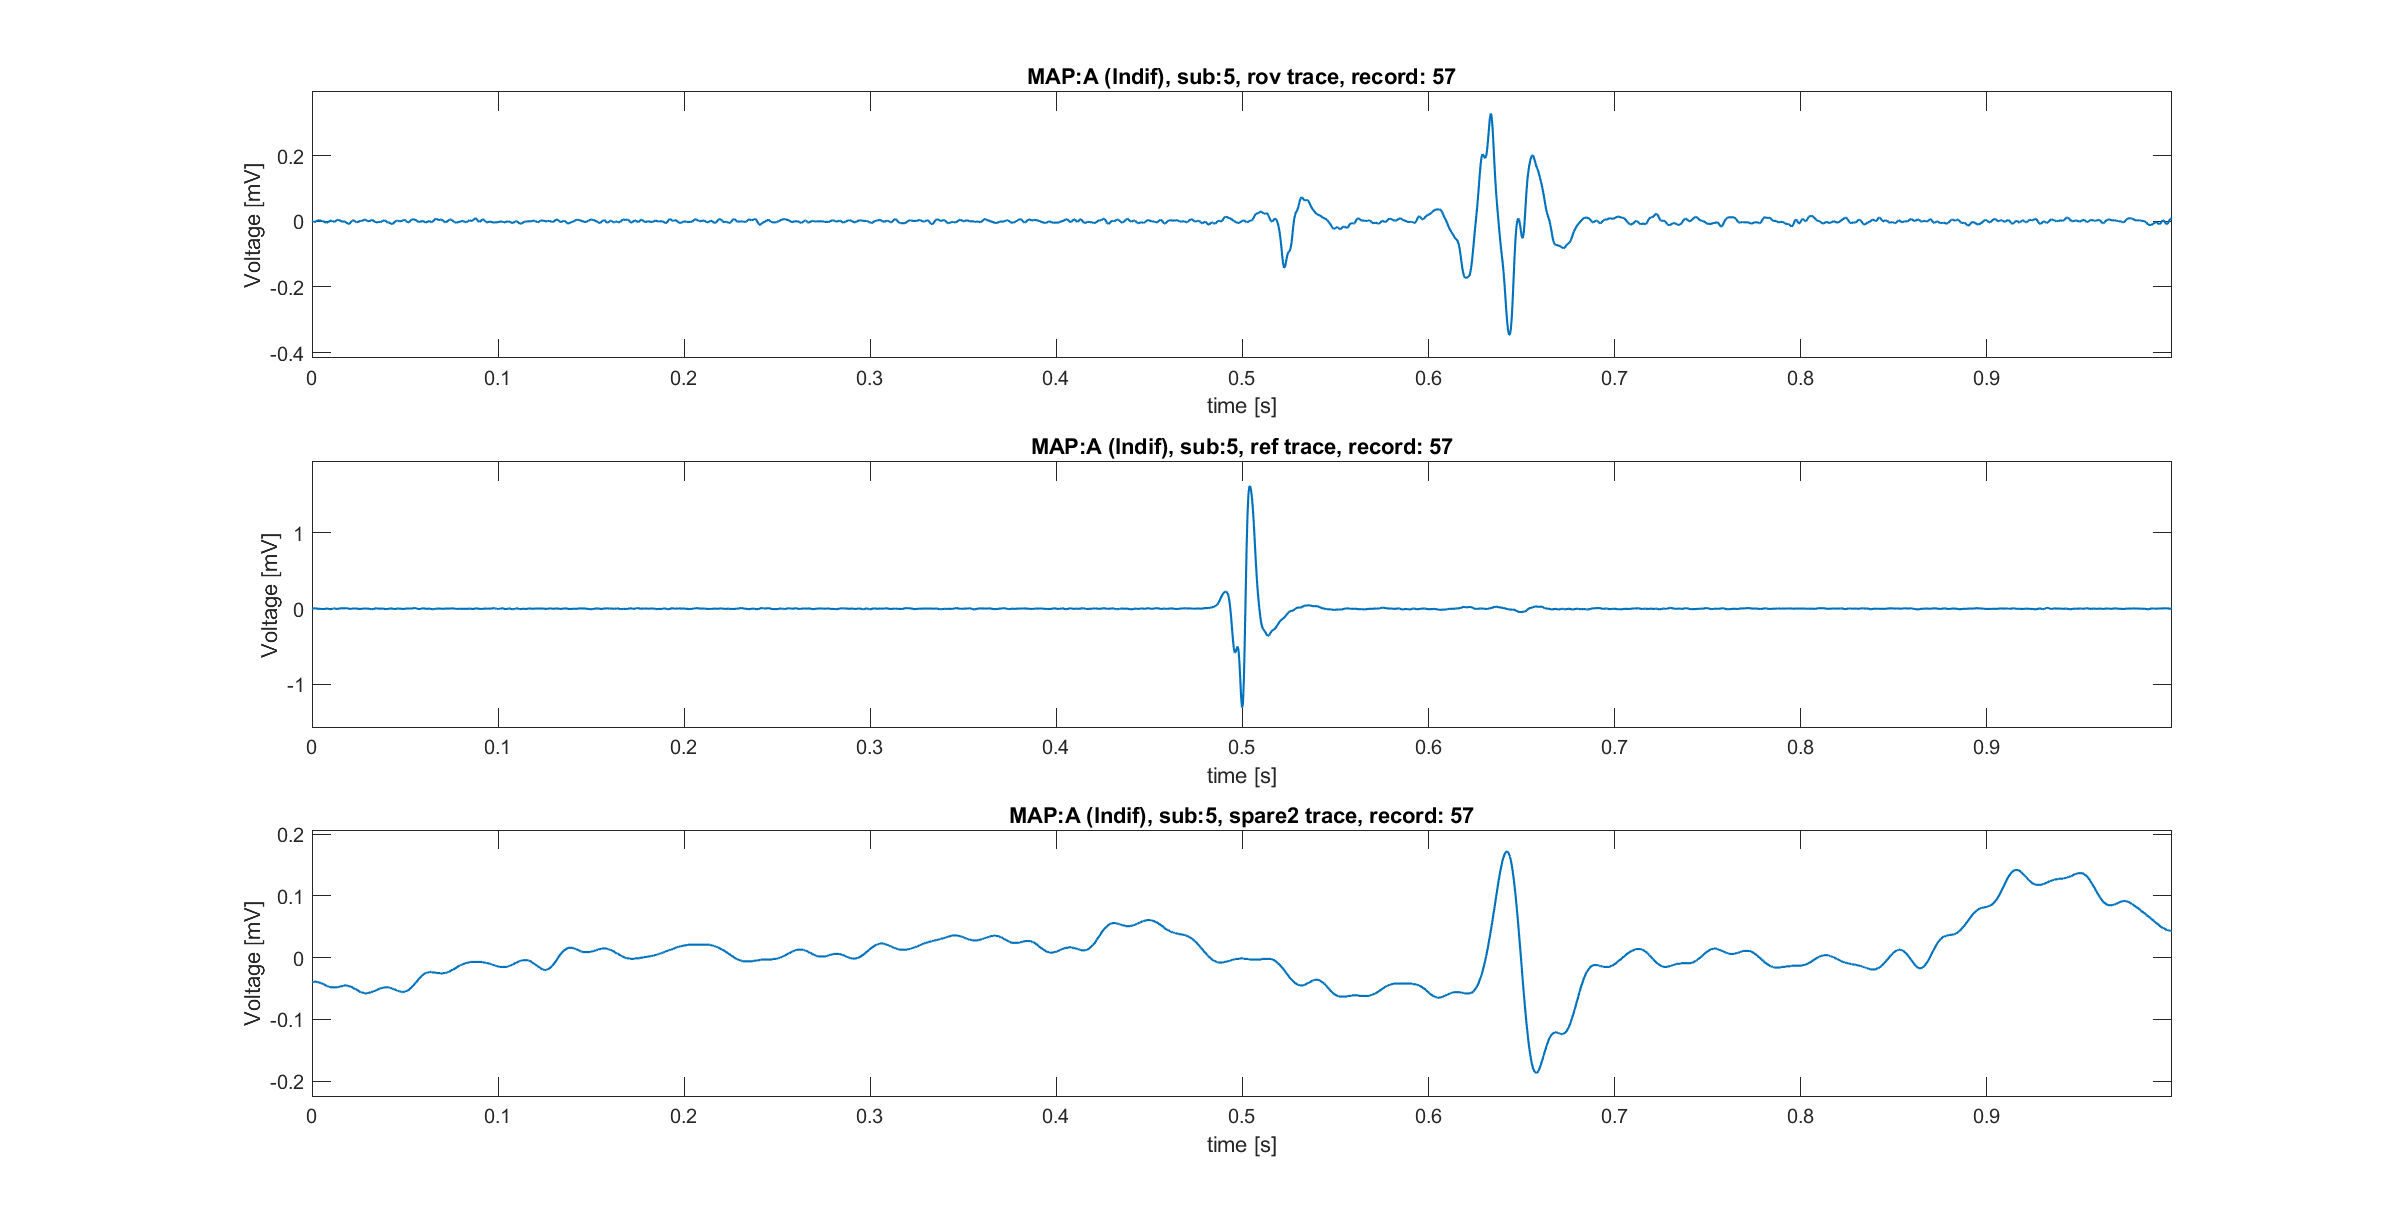 MAP:A (Indif), sub:5, rov trace, record: 57
Voltage [mV]
0.2
0
-0.2
-0.4
0 0.1 0.2 0.3 0.4 0.5 0.6 0.7 0.8 0.9
time [s]
MAP:A (Indif), sub:5, ref trace, record: 57
Voltage [mV]
1
0
-1
0 0.1 0.2 0.3 0.4 0.5 0.6 0.7 0.8 0.9
time [s]
MAP:A (Indif), sub:5, spare2 trace, record: 57
Voltage [mV]
0.2
0.1
0
-0.1
-0.2
0 0.1 0.2 0.3 0.4 0.5 0.6 0.7 0.8 0.9
time [s]